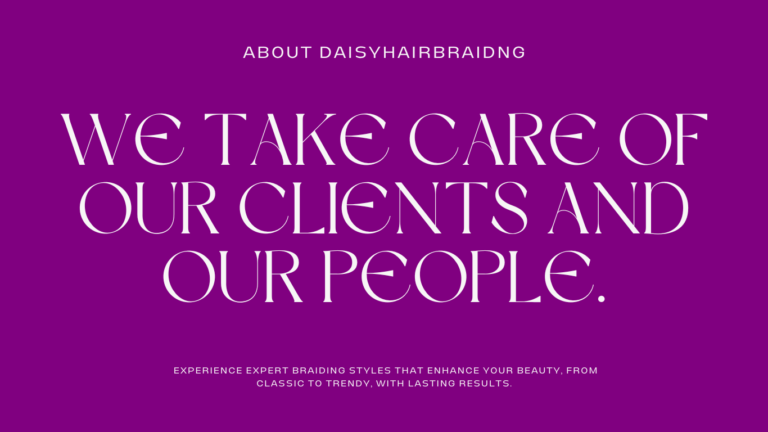 ABOUT DAISYHAIRBRAIDNG
WE TAKE CARE OF
OUR CLIENTS AND
OUR PEOPLE.
EXPERIENCE EXPERT BRAIDING STYLES THAT ENHANCE YOUR BEAUTY, FROM
CLASSIC TO TRENDY, WITH LASTING RESULTS.